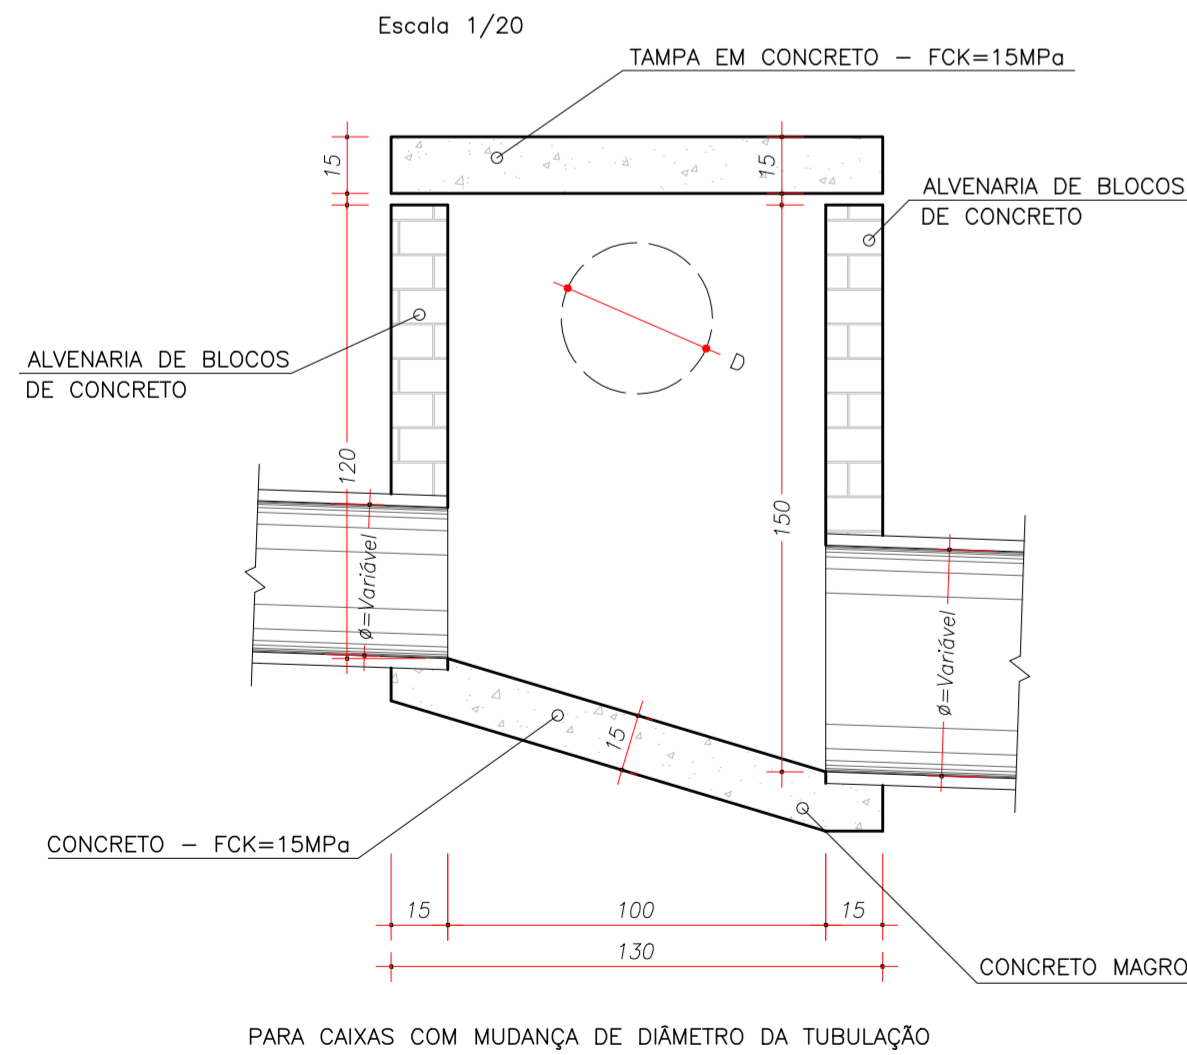 Escala 1/20
TAMPA EM CONCRETO – FCK=15MPa
15
15
ALVENARIA DE BLOCOS
DE CONCRETO
D
ALVENARIA DE BLOCOS
DE CONCRETO
120
150
ø=Variável
ø=Variável
15
CONCRETO – FCK=15MPa
15
100
15
130
CONCRETO MAGRO
PARA CAIXAS COM MUDANÇA DE DIÂMETRO DA TUBULAÇÃO